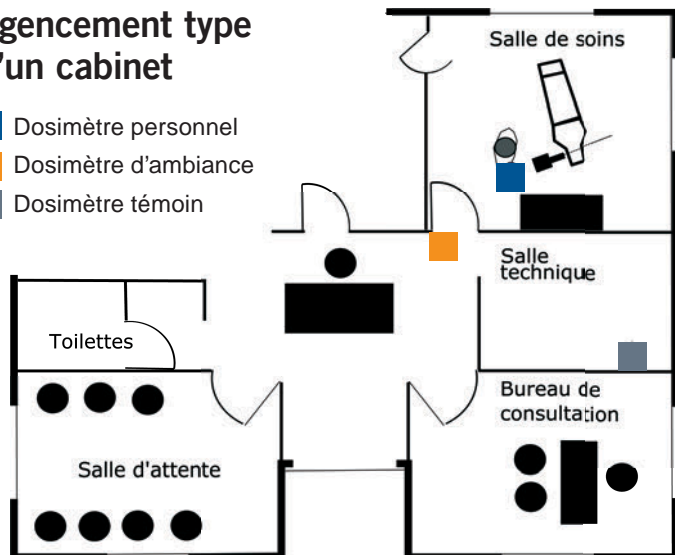 gencement type
'un cabinet
Dosimètre personnel
Dosimètre d'ambiance
Dosimètre témoin
Salle de soins
Salle
technique
Toilettes
Bureau de
consultation
Salle d'attente